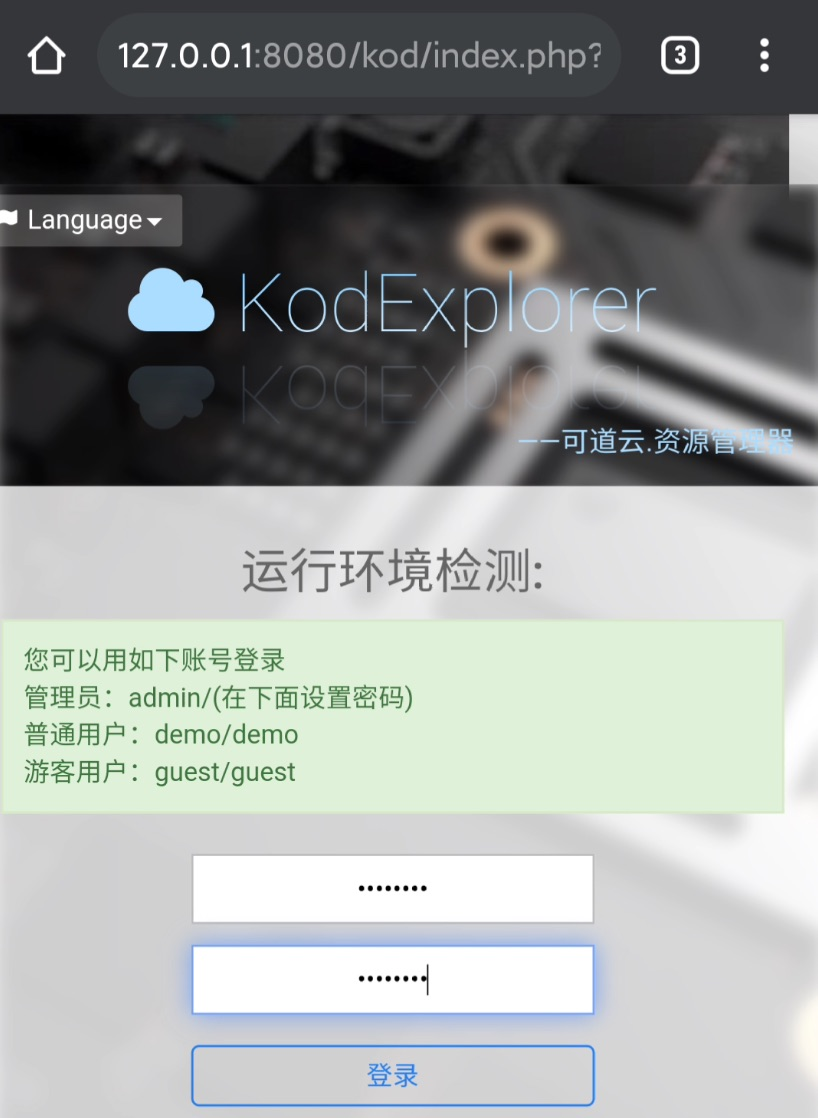 127.0.0.1:8080/kod/index.php?
3
Language
KodExplorer
——可道云.资源管理器
运行环境检测:
您可以用如下账号登录
管理员：admin/(在下面设置密码)
普通用户：demo/demo
游客用户：guest/guest
••••••••
••••••••
登录